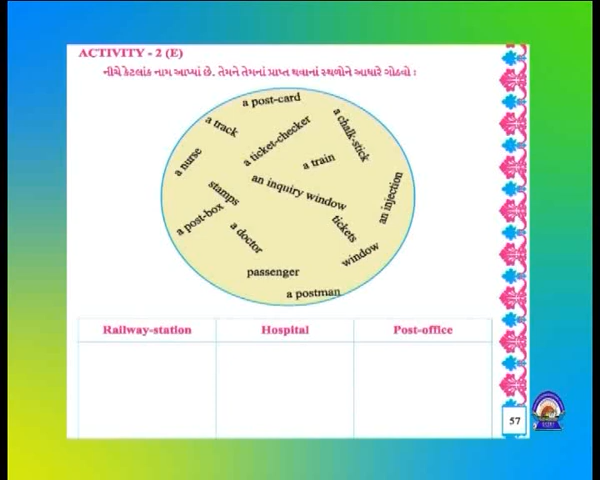 ACTIVITY - 2 (E)
નીચે કેટલાંક નામ આપ્યાં છે. તેમને તેમનાં પ્રાપ્ત થવાનાં સ્થળોને આધારે ગોઠવો :
a post-card
a track
a ticket-checker
a chalk-stick
a nurse
a train
stamps
an inquiry window
an injection
a post-box
a doctor
tickets
window
passenger
a postman
Railway-station Hospital Post-office
57